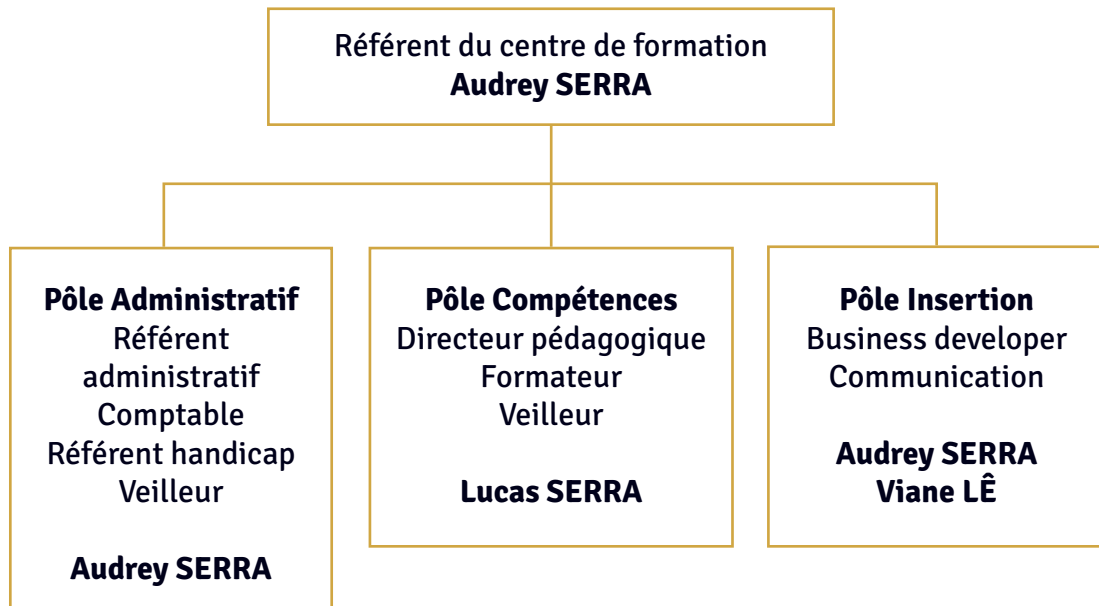 Référent du centre de formation
Audrey SERRA
Pôle Administratif
Référent
administratif
Comptable
Référent handicap
Veilleur
Audrey SERRA
Pôle Compétences
Directeur pédagogique
Formateur
Veilleur
Lucas SERRA
Pôle Insertion
Business developer
Communication
Audrey SERRA
Viane LÊ